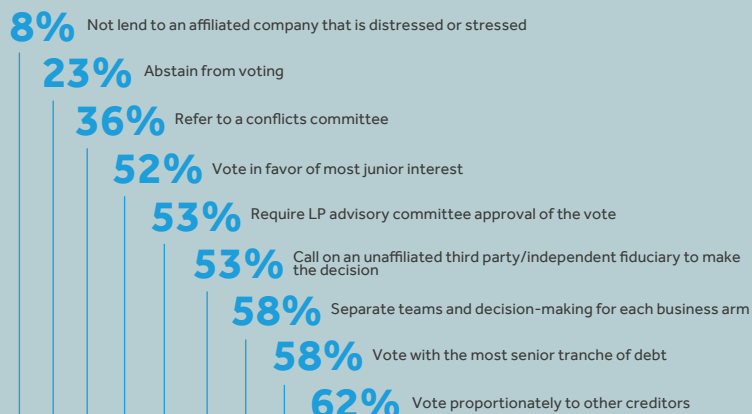 8% Not lend to an affiliated company that is distressed or stressed
23% Abstain from voting
36% Refer to a conflicts committee
52% Vote in favor of most junior interest
53% Require LP advisory committee approval of the vote
53% Call on an unaffiliated third party/independent fiduciary to make
the decision
58% Separate teams and decision-making for each business arm
58% Vote with the most senior tranche of debt
62% Vote proportionately to other creditors